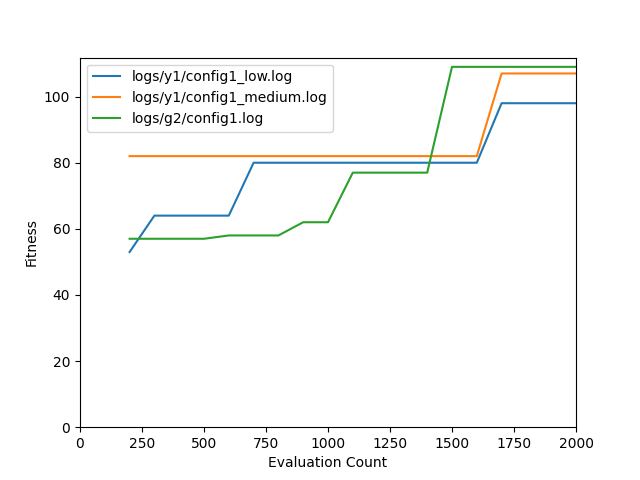 logs/y1/config1_low.log
logs/y1/config1_medium.log
logs/g2/config1.log
100
80
60
40
20
0
Fitness
0 250 500 750 1000 1250 1500 1750 2000
Evaluation Count